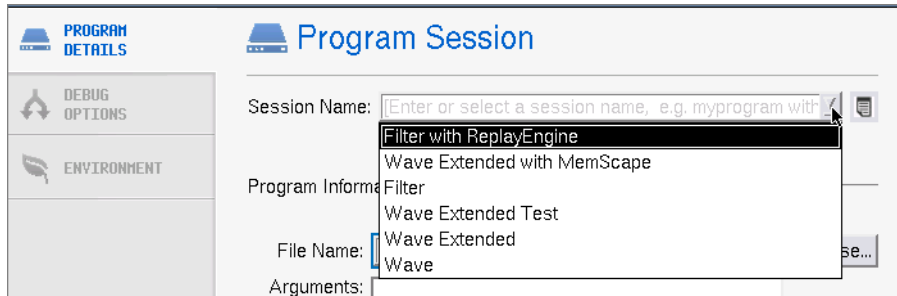 PROGRAM
DETAILS
Program Session
DEBUG
OPTIONS
Session Name: [Enter or select a session name, e.g. myprogram with
Filter with ReplayEngine
ENVIRONMENT
Wave Extended with MemScape
Program Informa
Filter
Wave Extended Test
File Name:
Wave Extended
se...
Wave
Arguments: